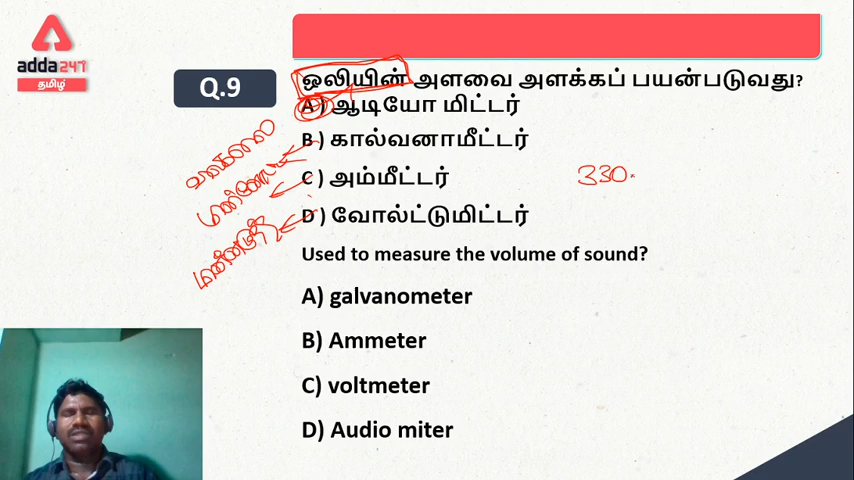 adda247
தமிழ்
Q.9
ஒலியின் அளவை அளக்கப் பயன்படுவது?
A ) ஆடியோ மிட்டர்
B ) கால்வனாமீட்டர்
C ) அம்மீட்டர்
330
D ) வோல்ட்டுமிட்டர்
Used to measure the volume of sound?
A) galvanometer
B) Ammeter
C) voltmeter
D) Audio miter